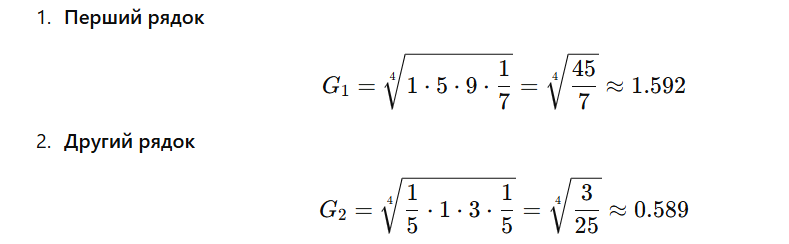 1. Перший рядок
G₁ = ⁴√(1 · 5 · 9 · 1/7) = ⁴√(45/7) ≈ 1.592
2. Другий рядок
G₂ = ⁴√(1/5 · 1 · 3 · 1/5) = ⁴√(3/25) ≈ 0.589